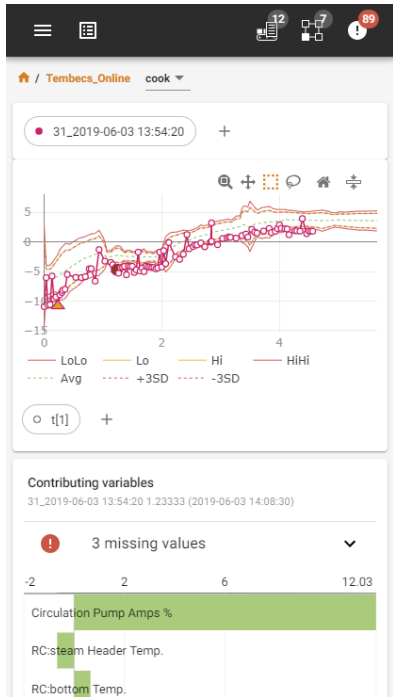 12
7
89
/ Tembecs_Online cook
31_2019-06-03 13:54:20
5
0
−5
−10
−15
0 2 4
LoLo Lo Hi HiHi
Avg +3SD -3SD
t[1]
Contributing variables
31_2019-06-03 13:54:20 1.23333 (2019-06-03 14:08:30)
3 missing values
-2 2 6 12.03
Circulation Pump Amps %
RC:steam Header Temp.
RC:bottom Temp.